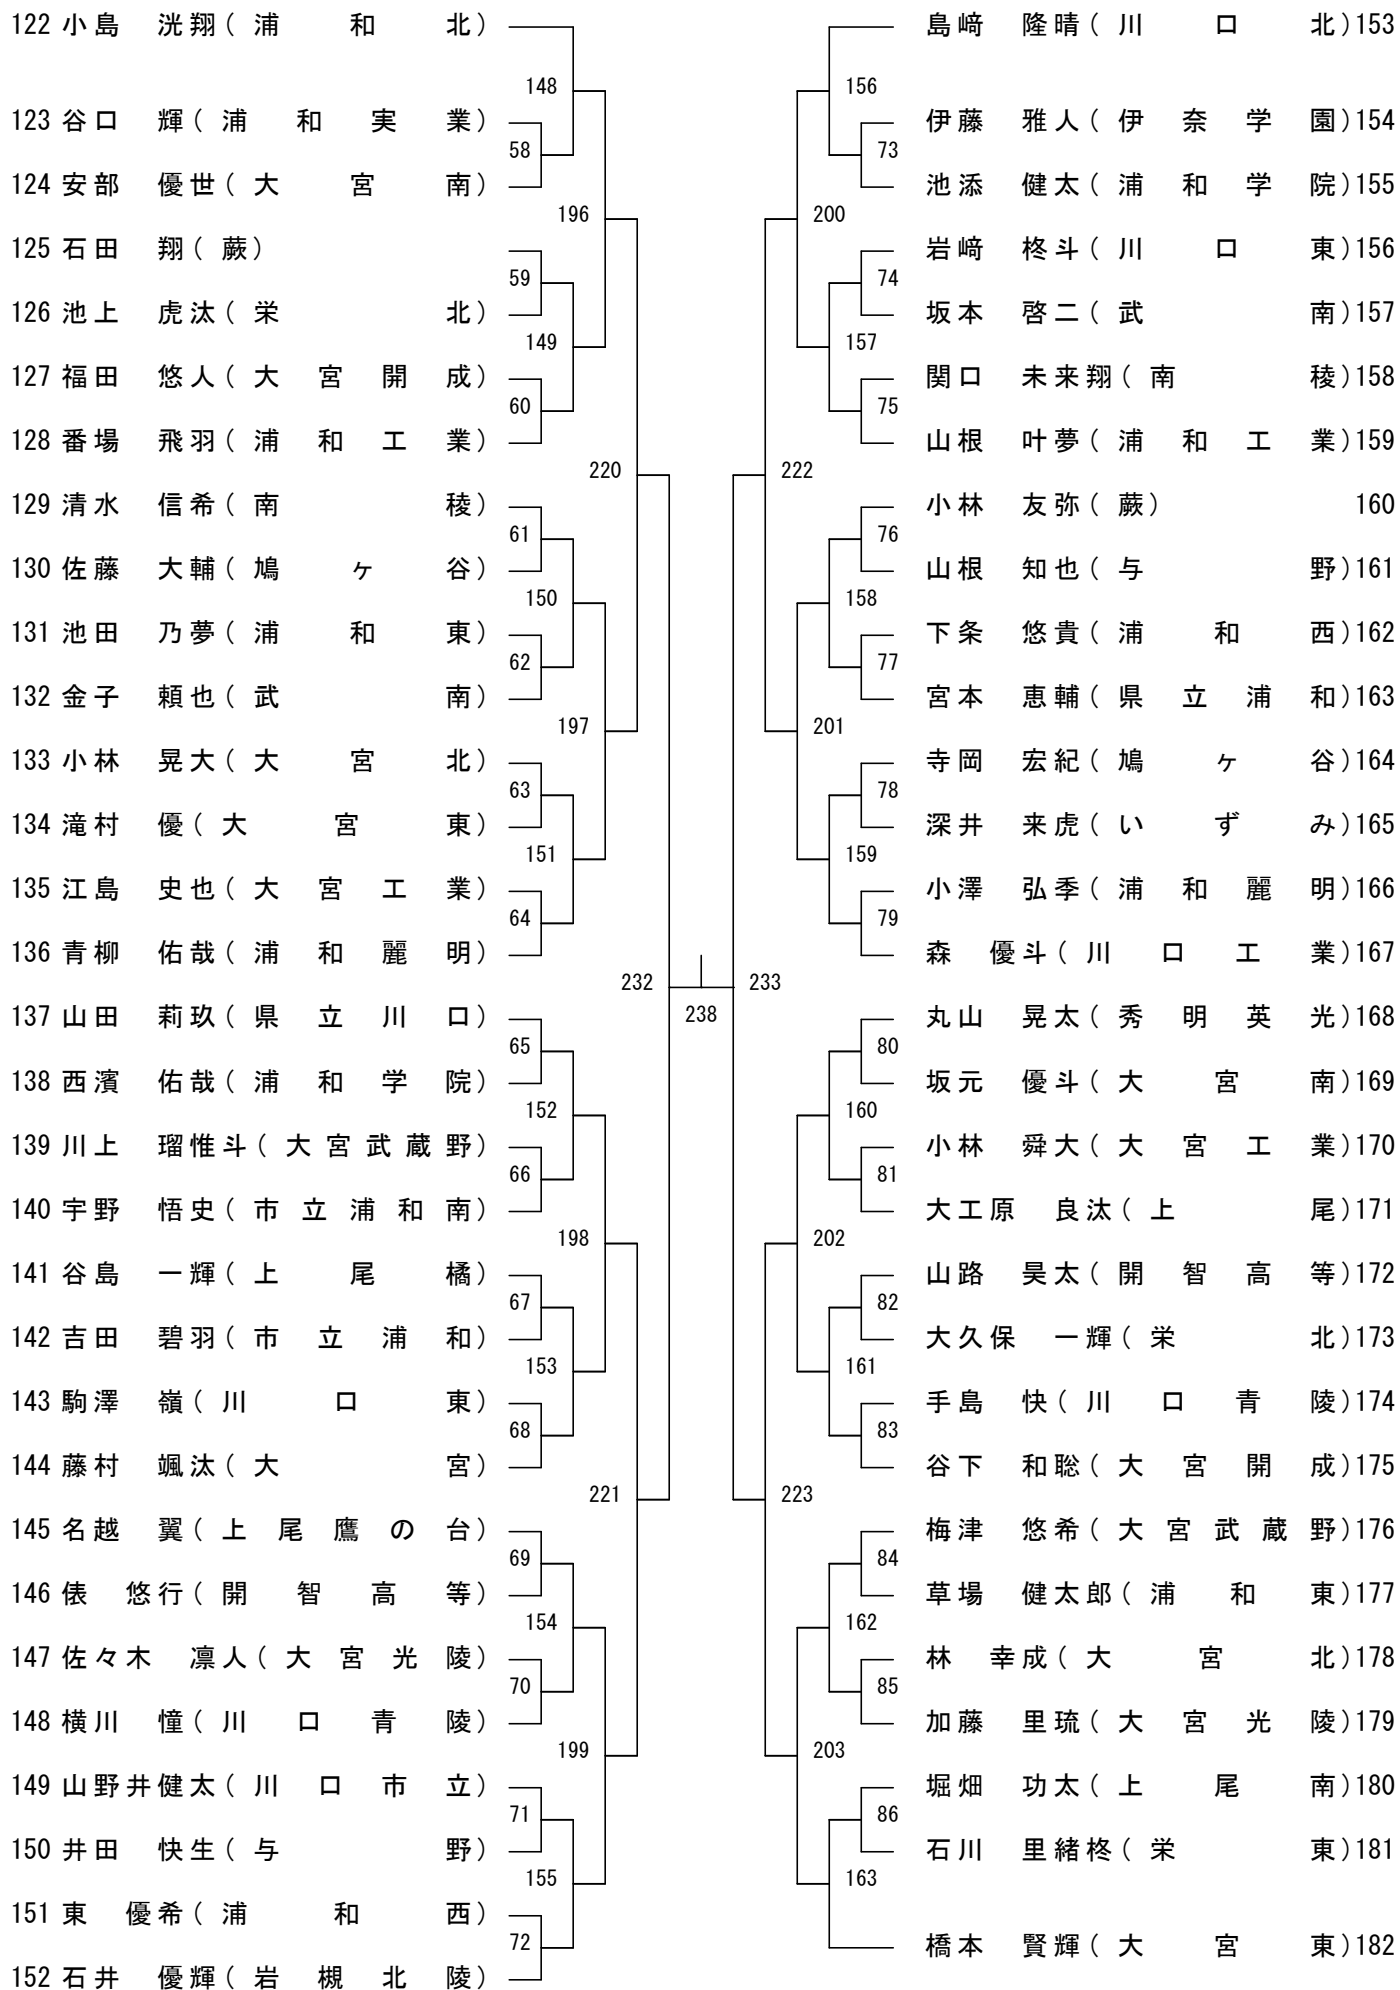 122 小島 洸翔(浦和北)
148
123 谷口 輝(浦和実業)
58
124 安部 優世(大宮南)
196
125 石田 翔(蕨)
59
126 池上 虎汰(栄北)
149
127 福田 悠人(大宮開成)
60
128 番場 飛羽(浦和工業)
220
129 清水 信希(南稜)
61
130 佐藤 大輔(鳩ヶ谷)
150
131 池田 乃夢(浦和東)
62
132 金子 頼也(武南)
197
133 小林 晃大(大宮北)
63
134 滝村 優(大宮東)
151
135 江島 史也(大宮工業)
64
136 青柳 佑哉(浦和麗明)
232
137 山田 莉玖(県立川口)
65
138 西濱 佑哉(浦和学院)
152
139 川上 瑠惟斗(大宮武蔵野)
66
140 宇野 悟史(市立浦和南)
198
141 谷島 一輝(上尾橘)
67
142 吉田 碧羽(市立浦和)
153
143 駒澤 嶺(川口東)
68
144 藤村 颯汰(大宮)
221
145 名越 翼(上尾鷹の台)
69
146 俵 悠行(開智高等)
154
147 佐々木 凛人(大宮光陵)
70
148 横川 憧(川口青陵)
199
149 山野井健太(川口市立)
71
150 井田 快生(与野)
155
151 東 優希(浦和西)
72
152 石井 優輝(岩槻北陵)
238
島﨑 隆晴(川口北)153
156
伊藤 雅人(伊奈学園)154
73
池添 健太(浦和学院)155
200
岩﨑 柊斗(川口東)156
74
坂本 啓二(武南)157
157
関口 未来翔(南稜)158
75
山根 叶夢(浦和工業)159
222
小林 友弥(蕨) 160
76
山根 知也(与野)161
158
下条 悠貴(浦和西)162
77
宮本 恵輔(県立浦和)163
201
寺岡 宏紀(鳩ヶ谷)164
78
深井 来虎(いずみ)165
159
小澤 弘季(浦和麗明)166
79
森 優斗(川口工業)167
233
丸山 晃太(秀明英光)168
80
坂元 優斗(大宮南)169
160
小林 舜大(大宮工業)170
81
大工原 良汰(上尾)171
202
山路 昊太(開智高等)172
82
大久保 一輝(栄北)173
161
手島 快(川口青陵)174
83
谷下 和聡(大宮開成)175
223
梅津 悠希(大宮武蔵野)176
84
草場 健太郎(浦和東)177
162
林 幸成(大宮北)178
85
加藤 里琉(大宮光陵)179
203
堀畑 功太(上尾南)180
86
石川 里緒柊(栄東)181
163
橋本 賢輝(大宮東)182